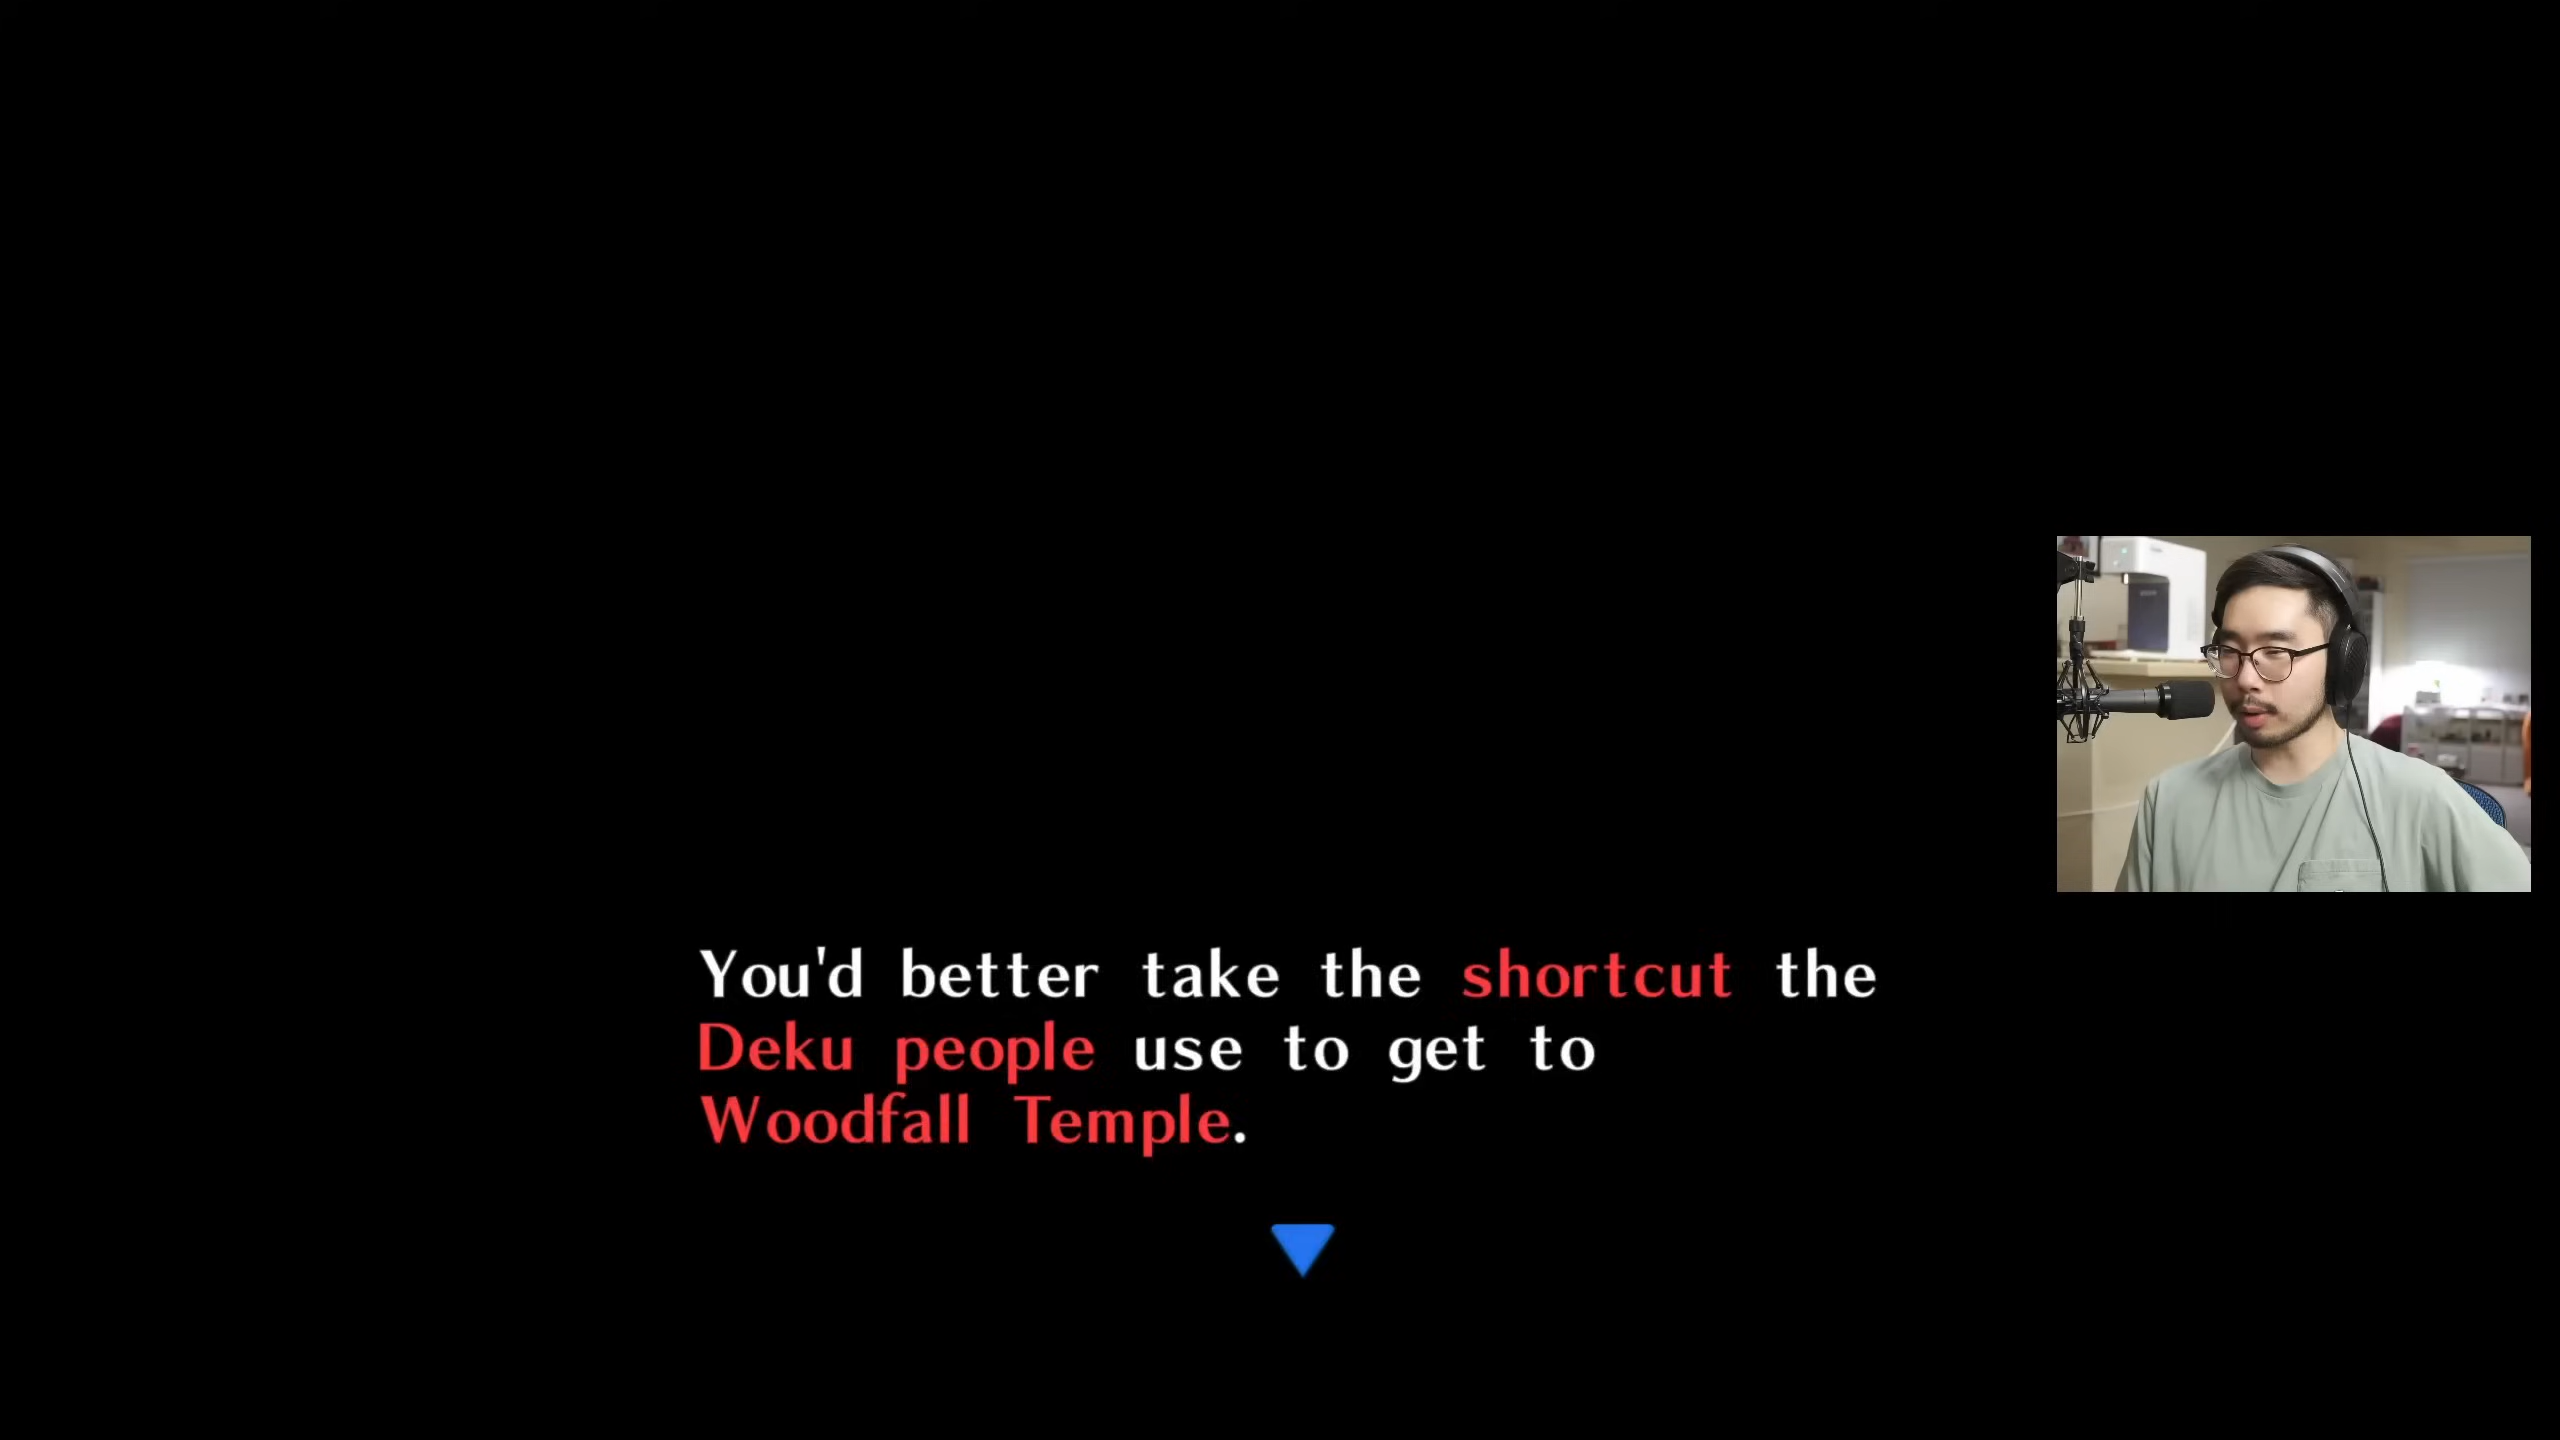 You'd better take the shortcut the
Deku people use to get to
Woodfall Temple.